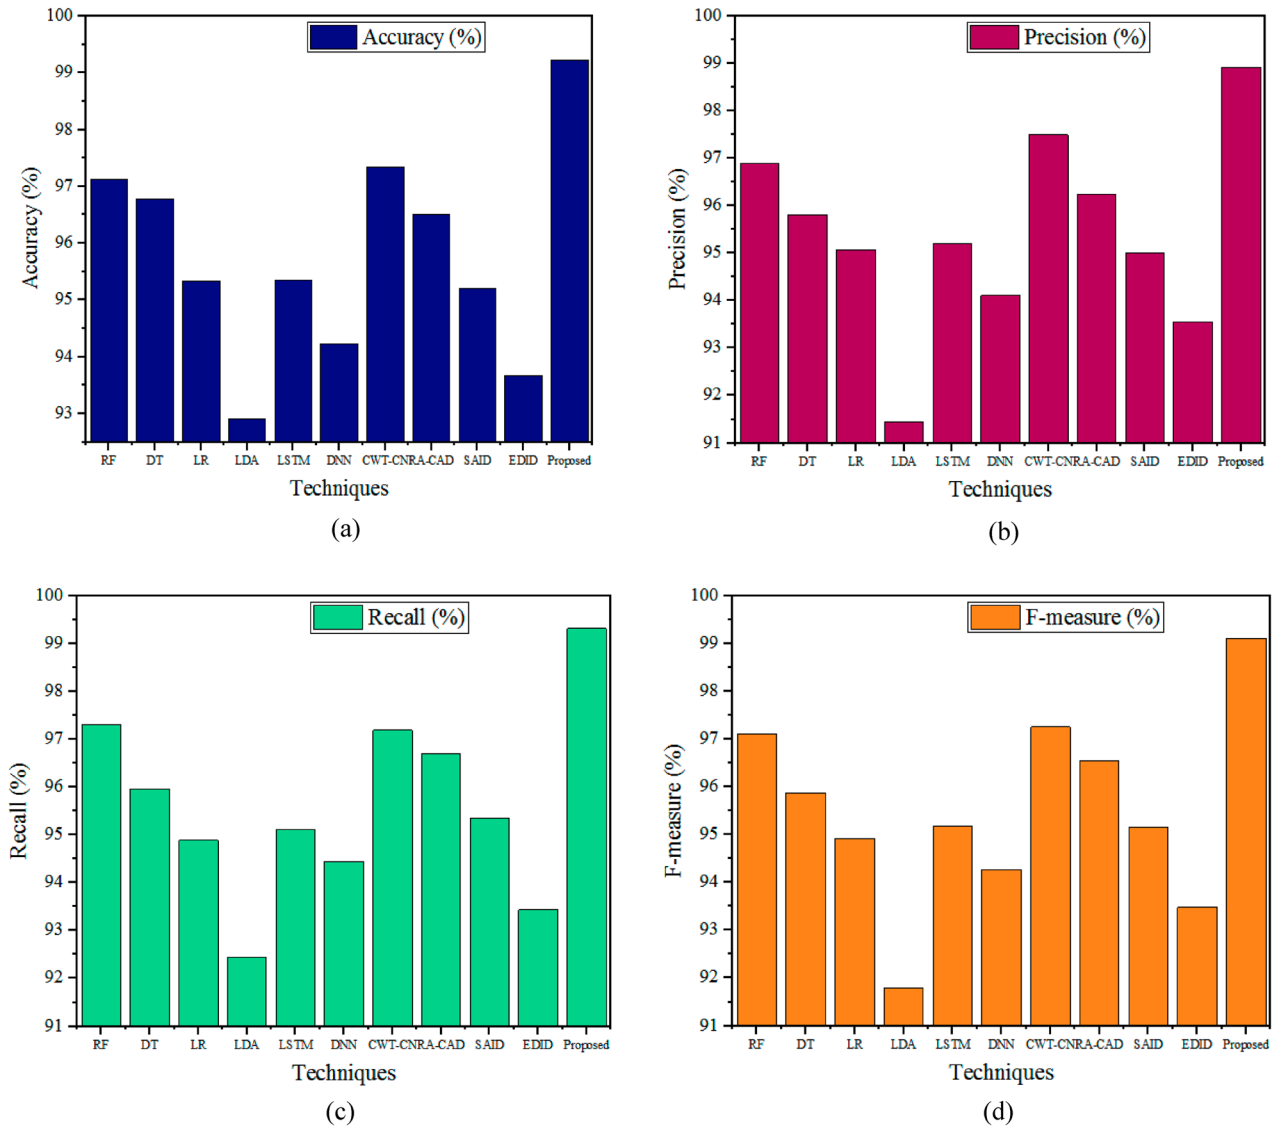 Accuracy (%)
100
99
98
97
96
95
94
93
Accuracy (%)
RF DT LR LDA LSTM DNN CWT-CNRA-CAD SAID EDID Proposed
Techniques
(a)
Precision (%)
100
99
98
97
96
95
94
93
92
91
Precision (%)
RF DT LR LDA LSTM DNN CWT-CNRA-CAD SAID EDID Proposed
Techniques
(b)
Recall (%)
100
99
98
97
96
95
94
93
92
91
Recall (%)
RF DT LR LDA LSTM DNN CWT-CNRA-CAD SAID EDID Proposed
Techniques
(c)
F-measure (%)
100
99
98
97
96
95
94
93
92
91
F-measure (%)
RF DT LR LDA LSTM DNN CWT-CNRA-CAD SAID EDID Proposed
Techniques
(d)